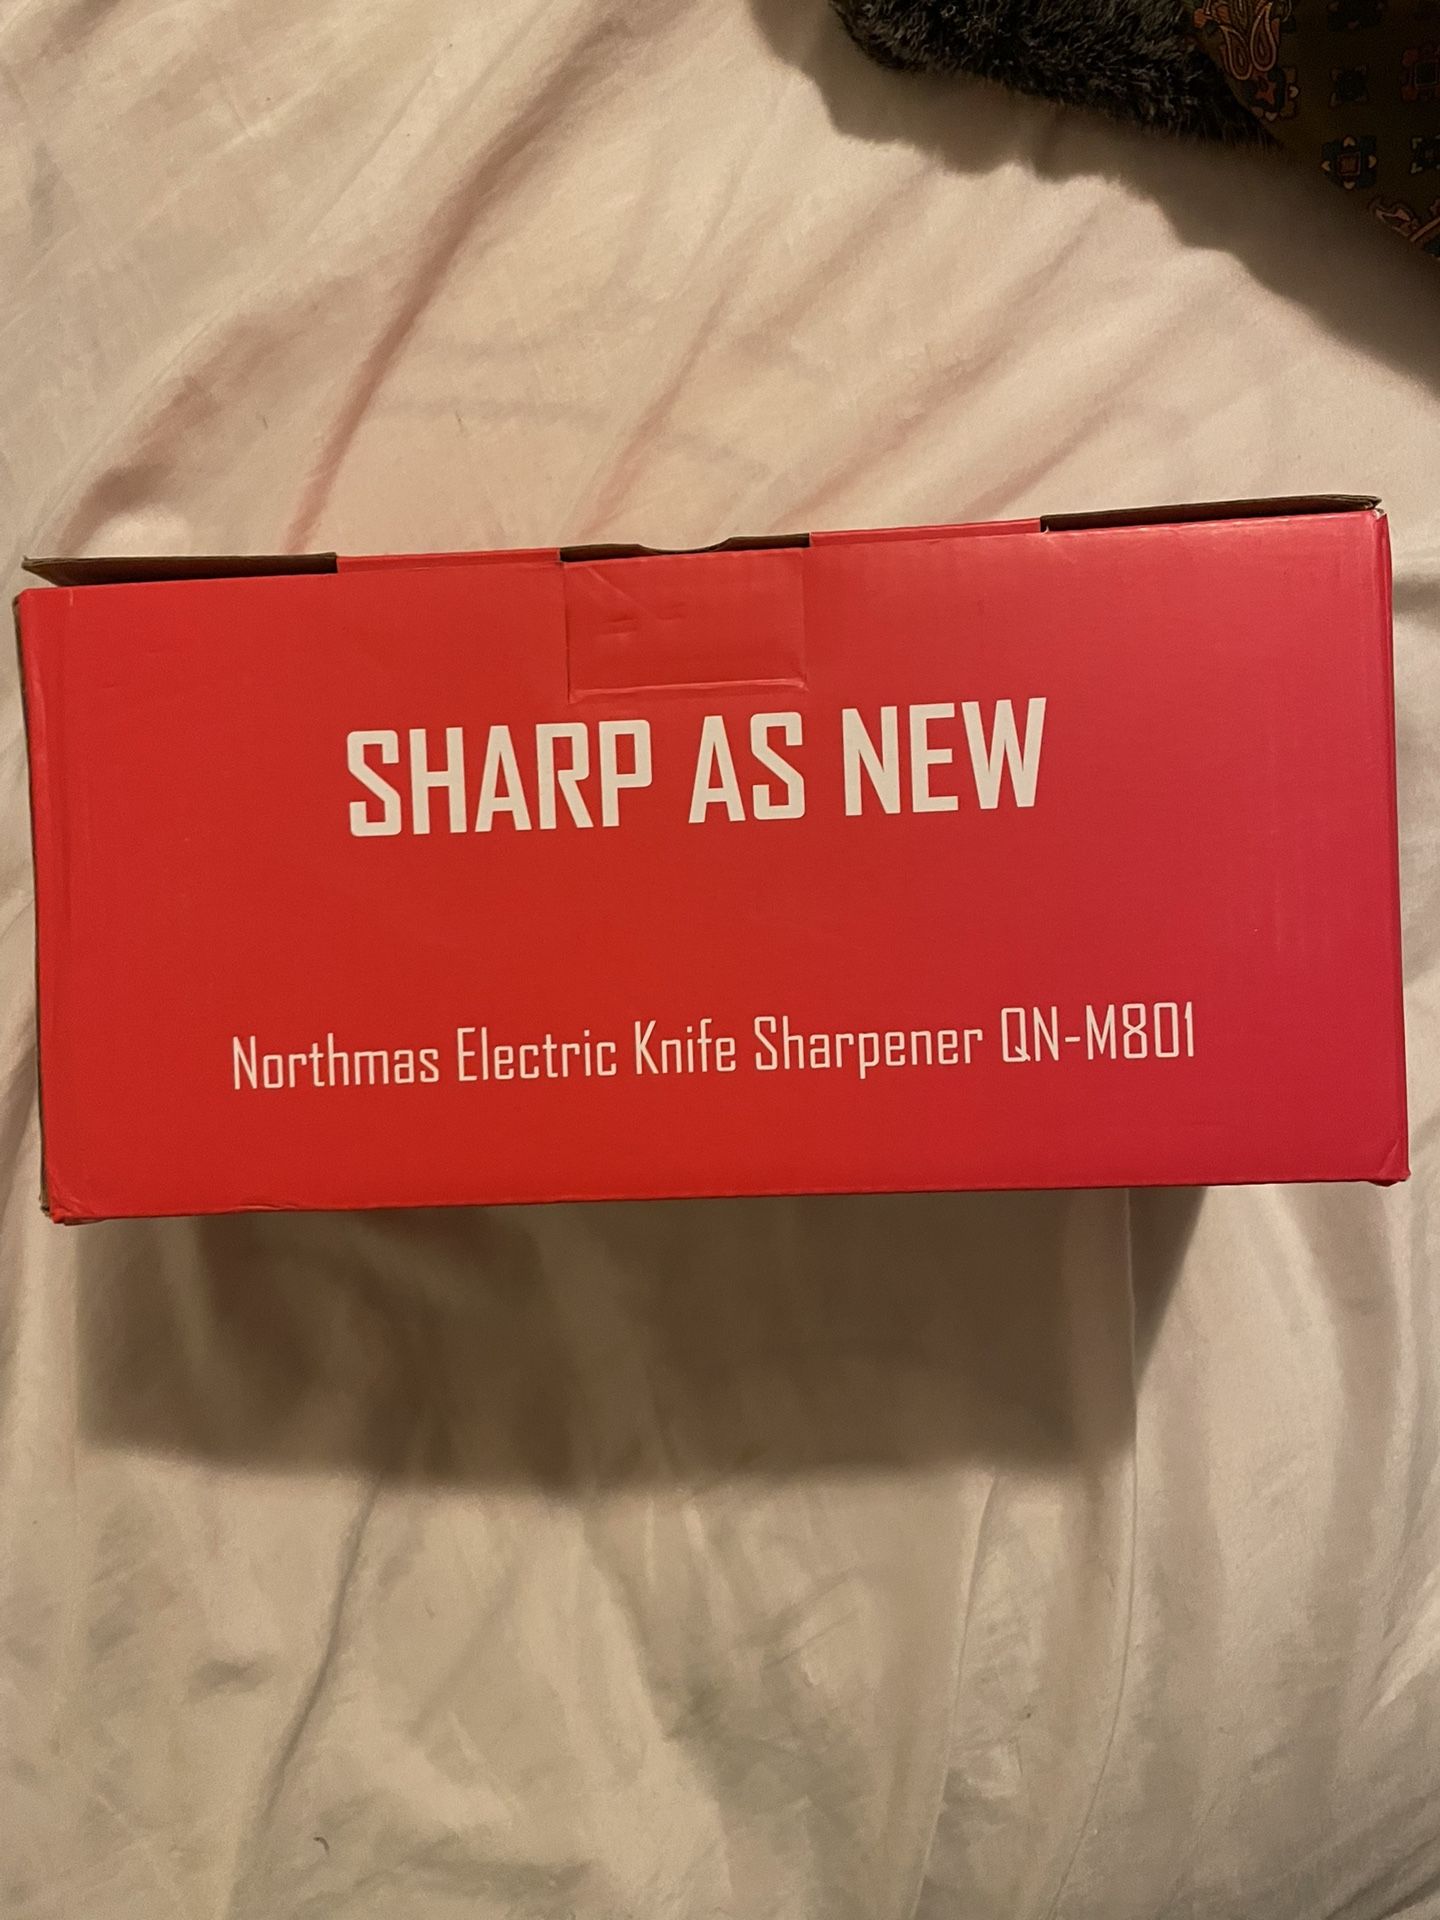 SHARP AS NEW
Northmas Electric Knife Sharpener QN-M801